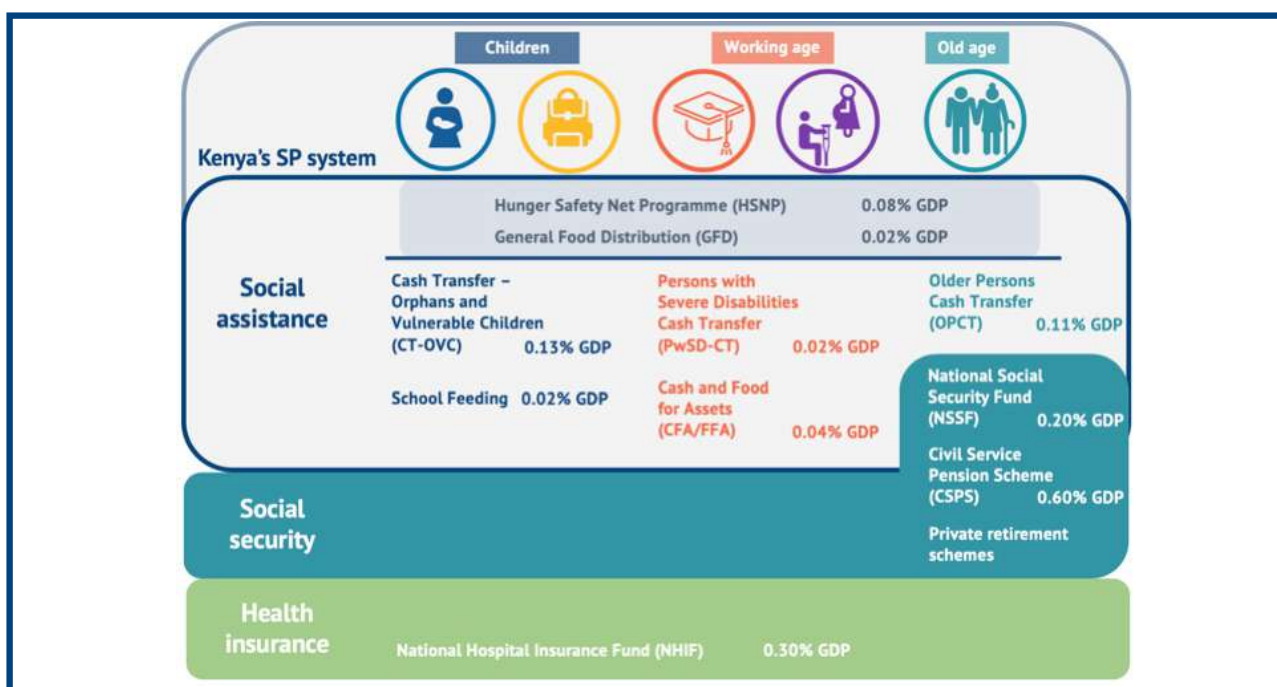 Children
Working age
Old age
Kenya's SP system
Hunger Safety Net Programme (HSNP) 0.08% GDP
General Food Distribution (GFD) 0.02% GDP
Social
assistance
Cash Transfer –
Orphans and
Vulnerable Children
(CT-OVC) 0.13% GDP
School Feeding 0.02% GDP
Persons with
Severe Disabilities
Cash Transfer
(PwSD-CT) 0.02% GDP
Cash and Food
for Assets
(CFA/FFA) 0.04% GDP
Older Persons
Cash Transfer
(OPCT) 0.11% GDP
National Social
Security Fund
(NSSF) 0.20% GDP
Civil Service
Pension Scheme
(CSPS) 0.60% GDP
Private retirement
schemes
Social
security
Health
insurance
National Hospital Insurance Fund (NHIF) 0.30% GDP